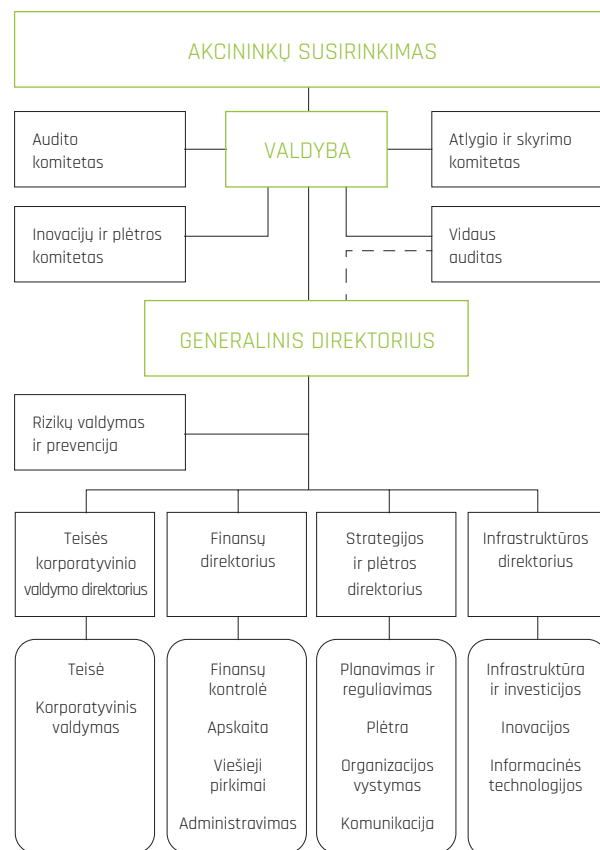 AKCININKŲ SUSIRINKIMAS
Audito
komitetas
VALDYBA
Atlygio ir skyrimo
komitetas
Inovacijų ir plėtros
komitetas
Vidaus
auditas
GENERALINIS DIREKTORIUS
Rizikų valdymas
ir prevencija
Teisės
korporatyvinio
valdymo direktorius
Finansų
direktorius
Strategijos
ir plėtros
direktorius
Infrastruktūros
direktorius
Teisė
Korporatyvinis
valdymas
Finansų
kontrolė
Apskaita
Viešieji
pirkimai
Administravimas
Planavimas ir
reguliavimas
Plėtra
Organizacijos
vystymas
Komunikacija
Infrastruktūra
ir investicijos
Inovacijos
Informacinės
technologijos